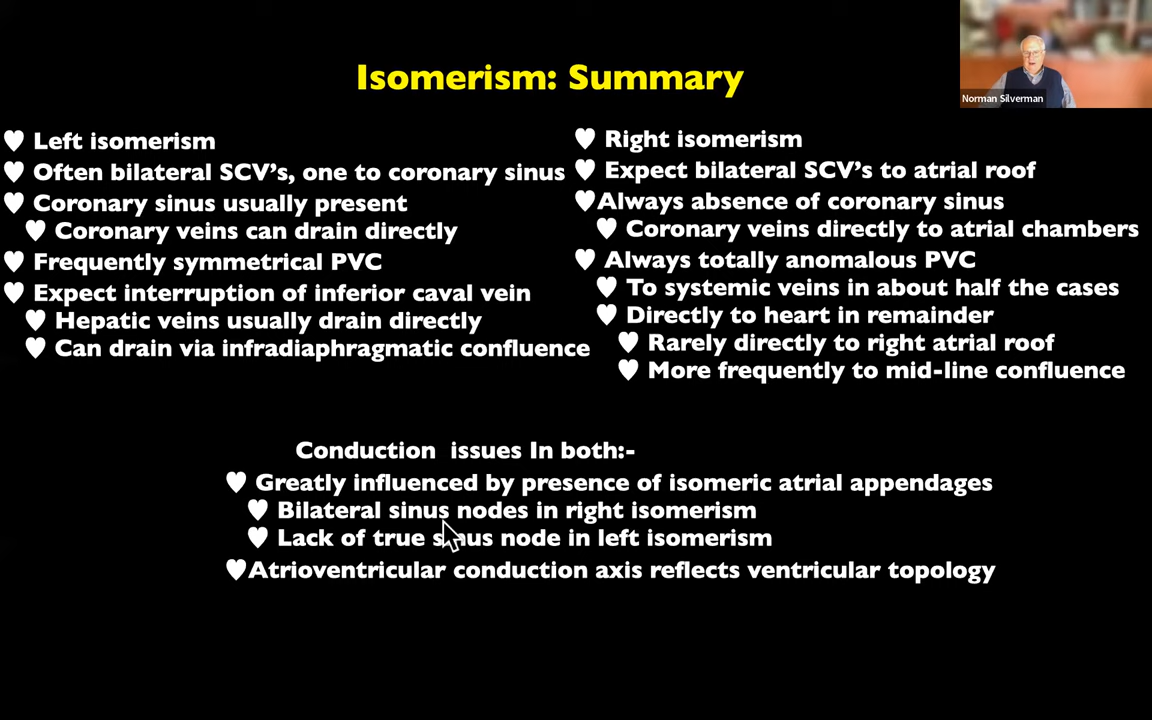 Norman Silverman
Isomerism: Summary
Left isomerism
Often bilateral SCV's, one to coronary sinus
Coronary sinus usually present
Coronary veins can drain directly
Frequently symmetrical PVC
Expect interruption of inferior caval vein
Hepatic veins usually drain directly
Can drain via infradiaphragmatic confluence
Right isomerism
Expect bilateral SCV's to atrial roof
Always absence of coronary sinus
Coronary veins directly to atrial chambers
Always totally anomalous PVC
To systemic veins in about half the cases
Directly to heart in remainder
Rarely directly to right atrial roof
More frequently to mid-line confluence
Conduction issues In both:-
Greatly influenced by presence of isomeric atrial appendages
Bilateral sinus nodes in right isomerism
Lack of true sinus node in left isomerism
Atrioventricular conduction axis reflects ventricular topology